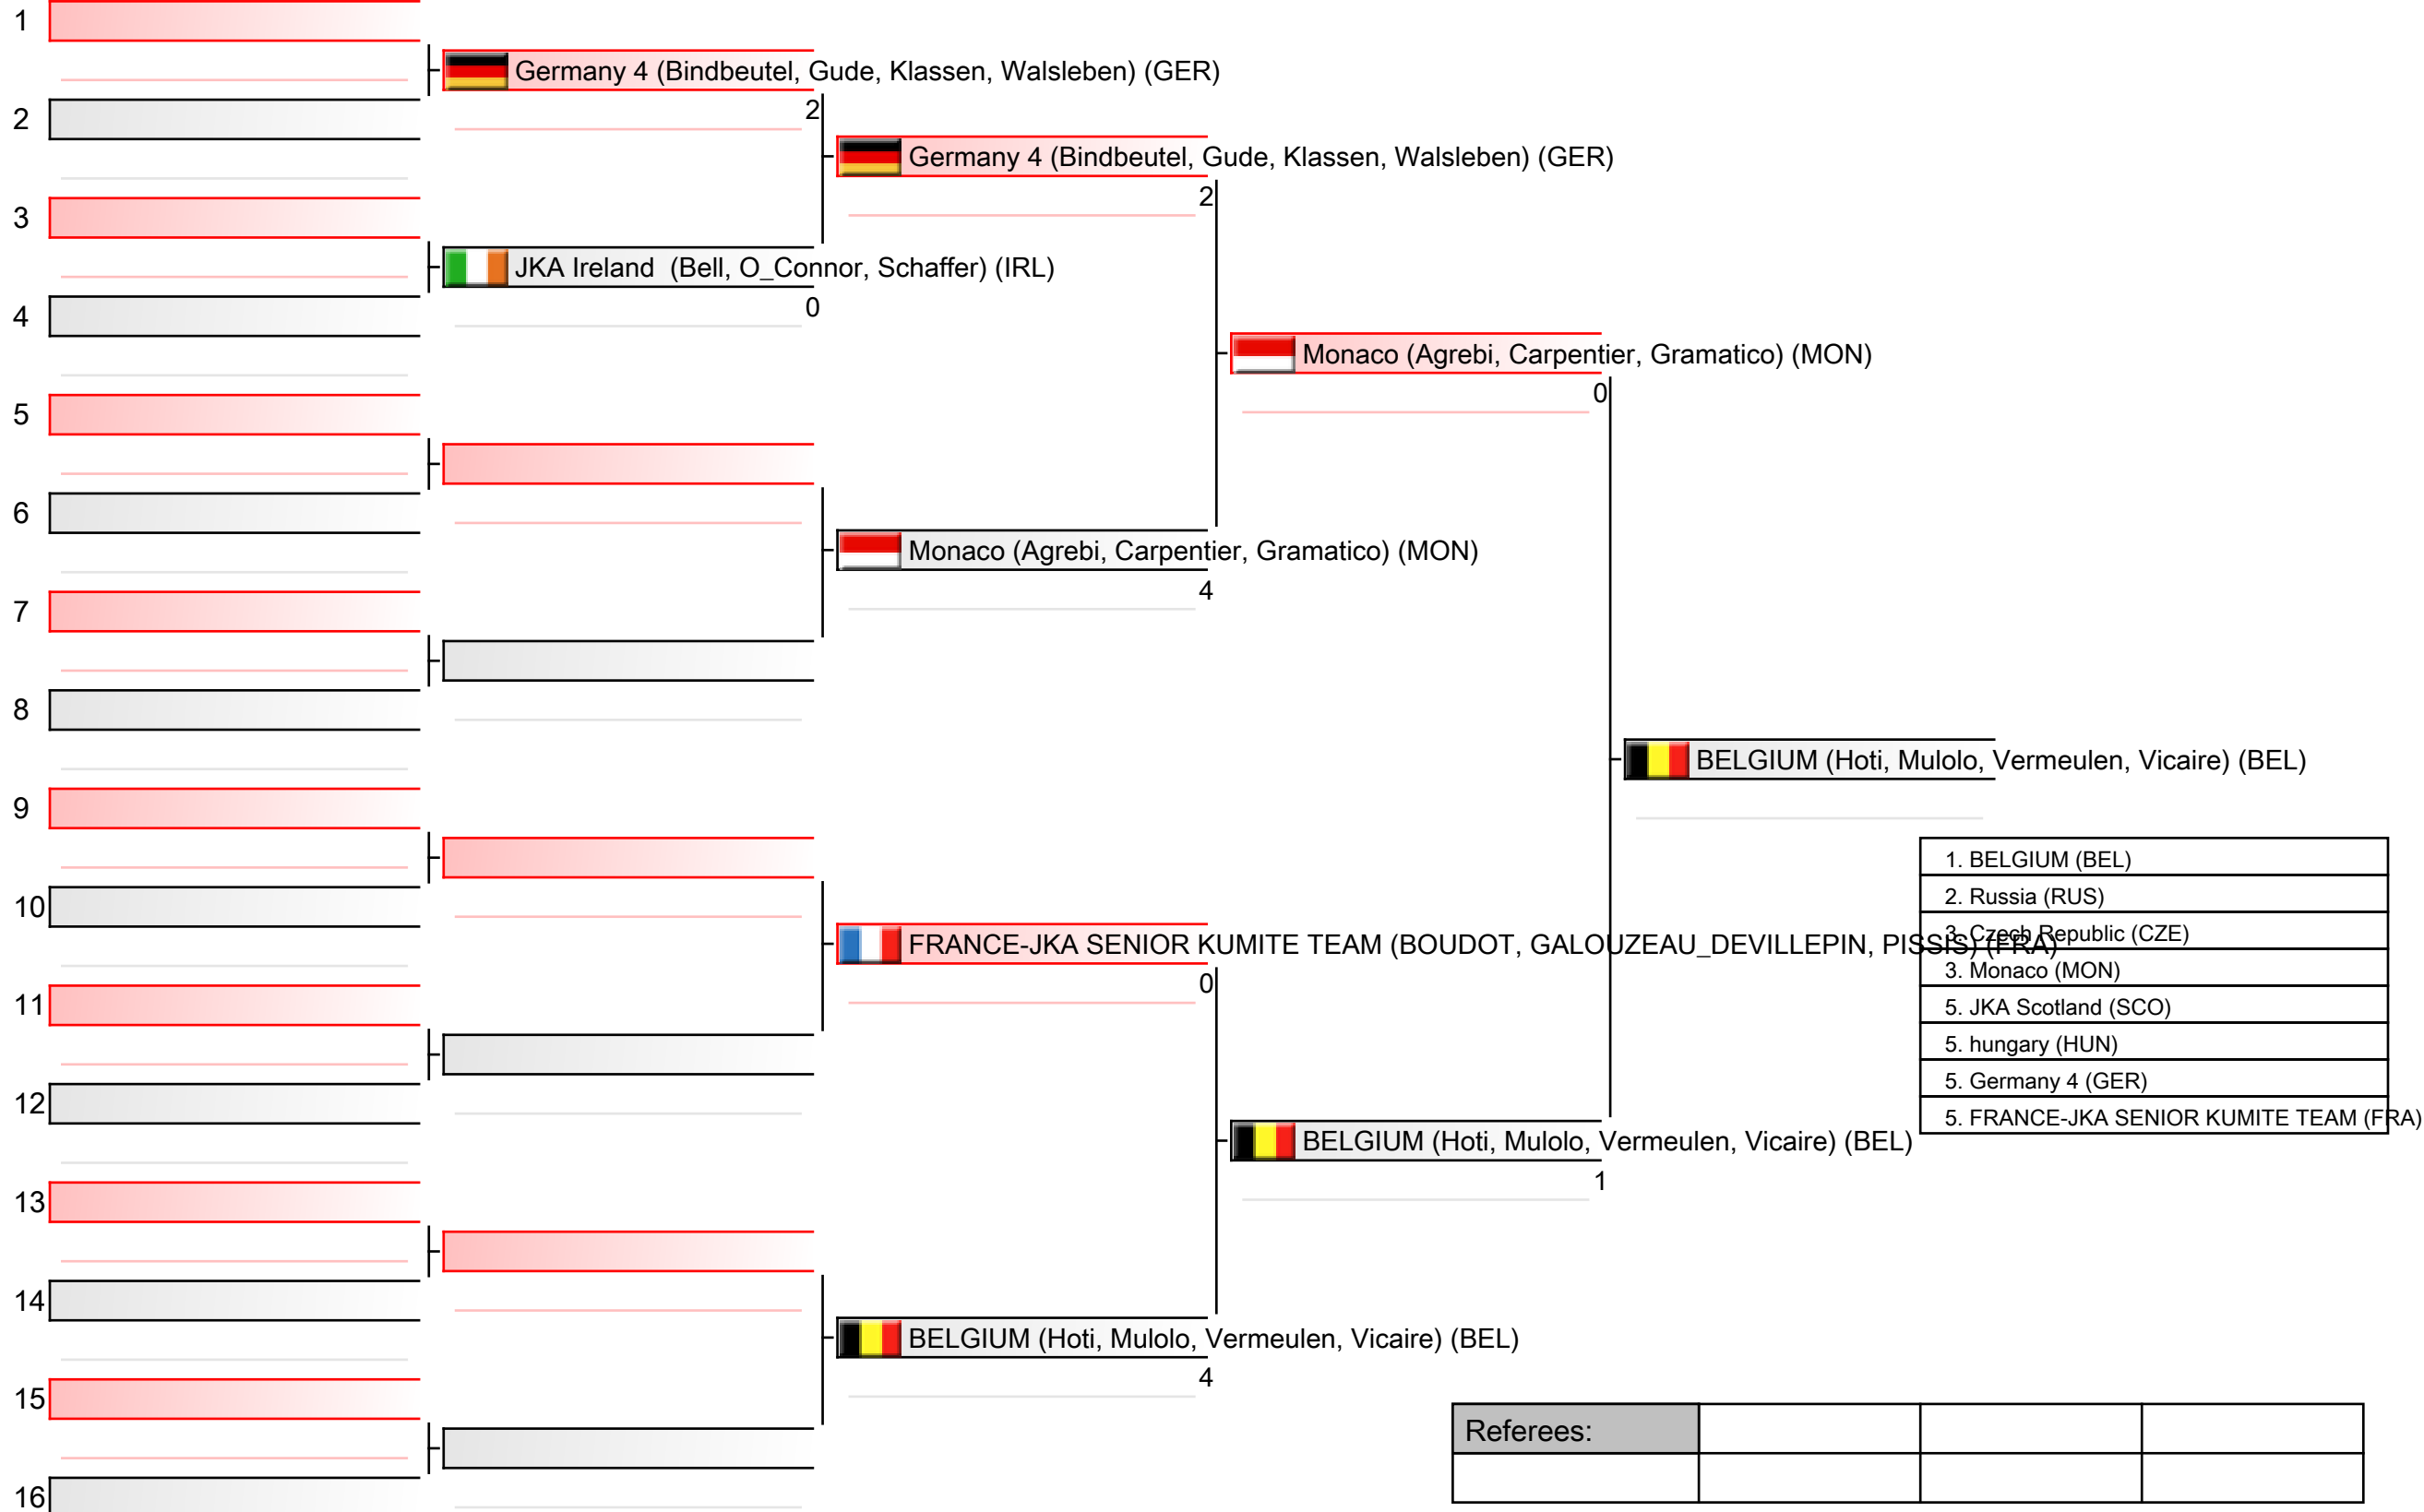 1
Germany 4 (Bindbeutel, Gude, Klassen, Walsleben) (GER)
2
2
Germany 4 (Bindbeutel, Gude, Klassen, Walsleben) (GER)
2
3
JKA Ireland  (Bell, O_Connor, Schaffer) (IRL)
0
4
Monaco (Agrebi, Carpentier, Gramatico) (MON)
0
5
6
Monaco (Agrebi, Carpentier, Gramatico) (MON)
4
7
8
BELGIUM (Hoti, Mulolo, Vermeulen, Vicaire) (BEL)
9
10
FRANCE-JKA SENIOR KUMITE TEAM (BOUDOT, GALOUZEAU_DEVILLEPIN, PISSIS) (FRA)
0
11
12
BELGIUM (Hoti, Mulolo, Vermeulen, Vicaire) (BEL)
1
13
14
BELGIUM (Hoti, Mulolo, Vermeulen, Vicaire) (BEL)
4
15
16
1. BELGIUM (BEL)
2. Russia (RUS)
3. Czech Republic (CZE)
3. Monaco (MON)
5. JKA Scotland (SCO)
5. hungary (HUN)
5. Germany 4 (GER)
5. FRANCE-JKA SENIOR KUMITE TEAM (FRA)
Referees: